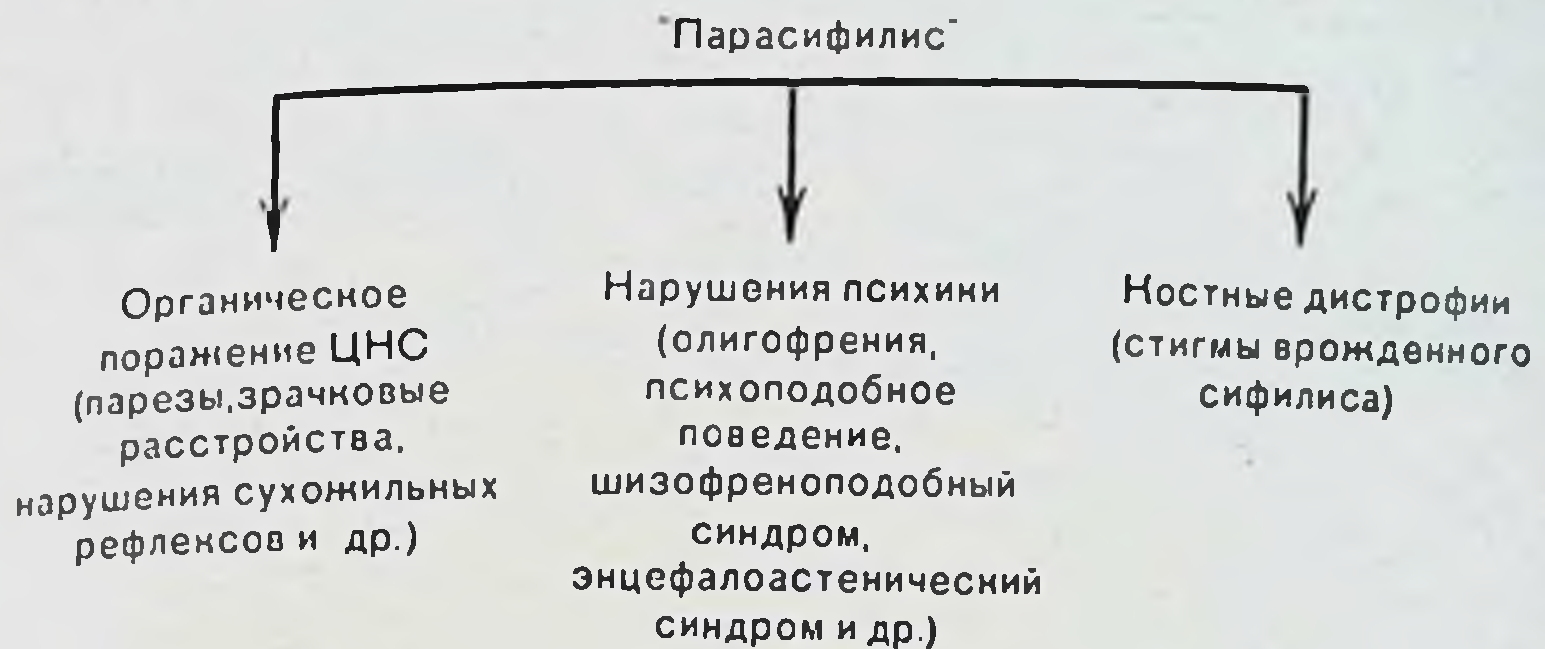 "Парасифилис"
Органическое
поражение ЦНС
(парезы,зрачковые
расстройства,
нарушения сухожильных
рефлексов и др.)
Нарушения психики
(олигофрения,
психоподобное
поведение,
шизофреноподобный
синдром,
энцефалоастенический
синдром и др.)
Костные дистрофии
(стигмы врожденного
сифилиса)